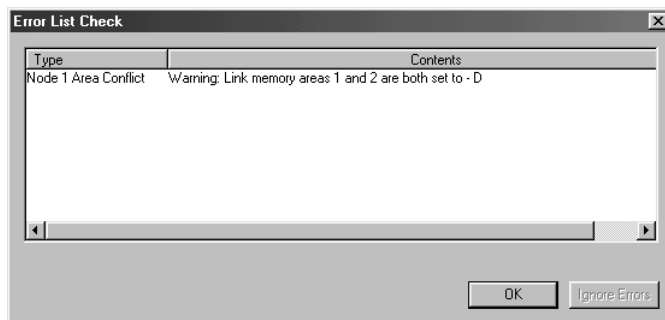 Error List Check
Type Contents
Node 1 Area Conflict Warning: Link memory areas 1 and 2 are both set to - D
OK Ignore Errors